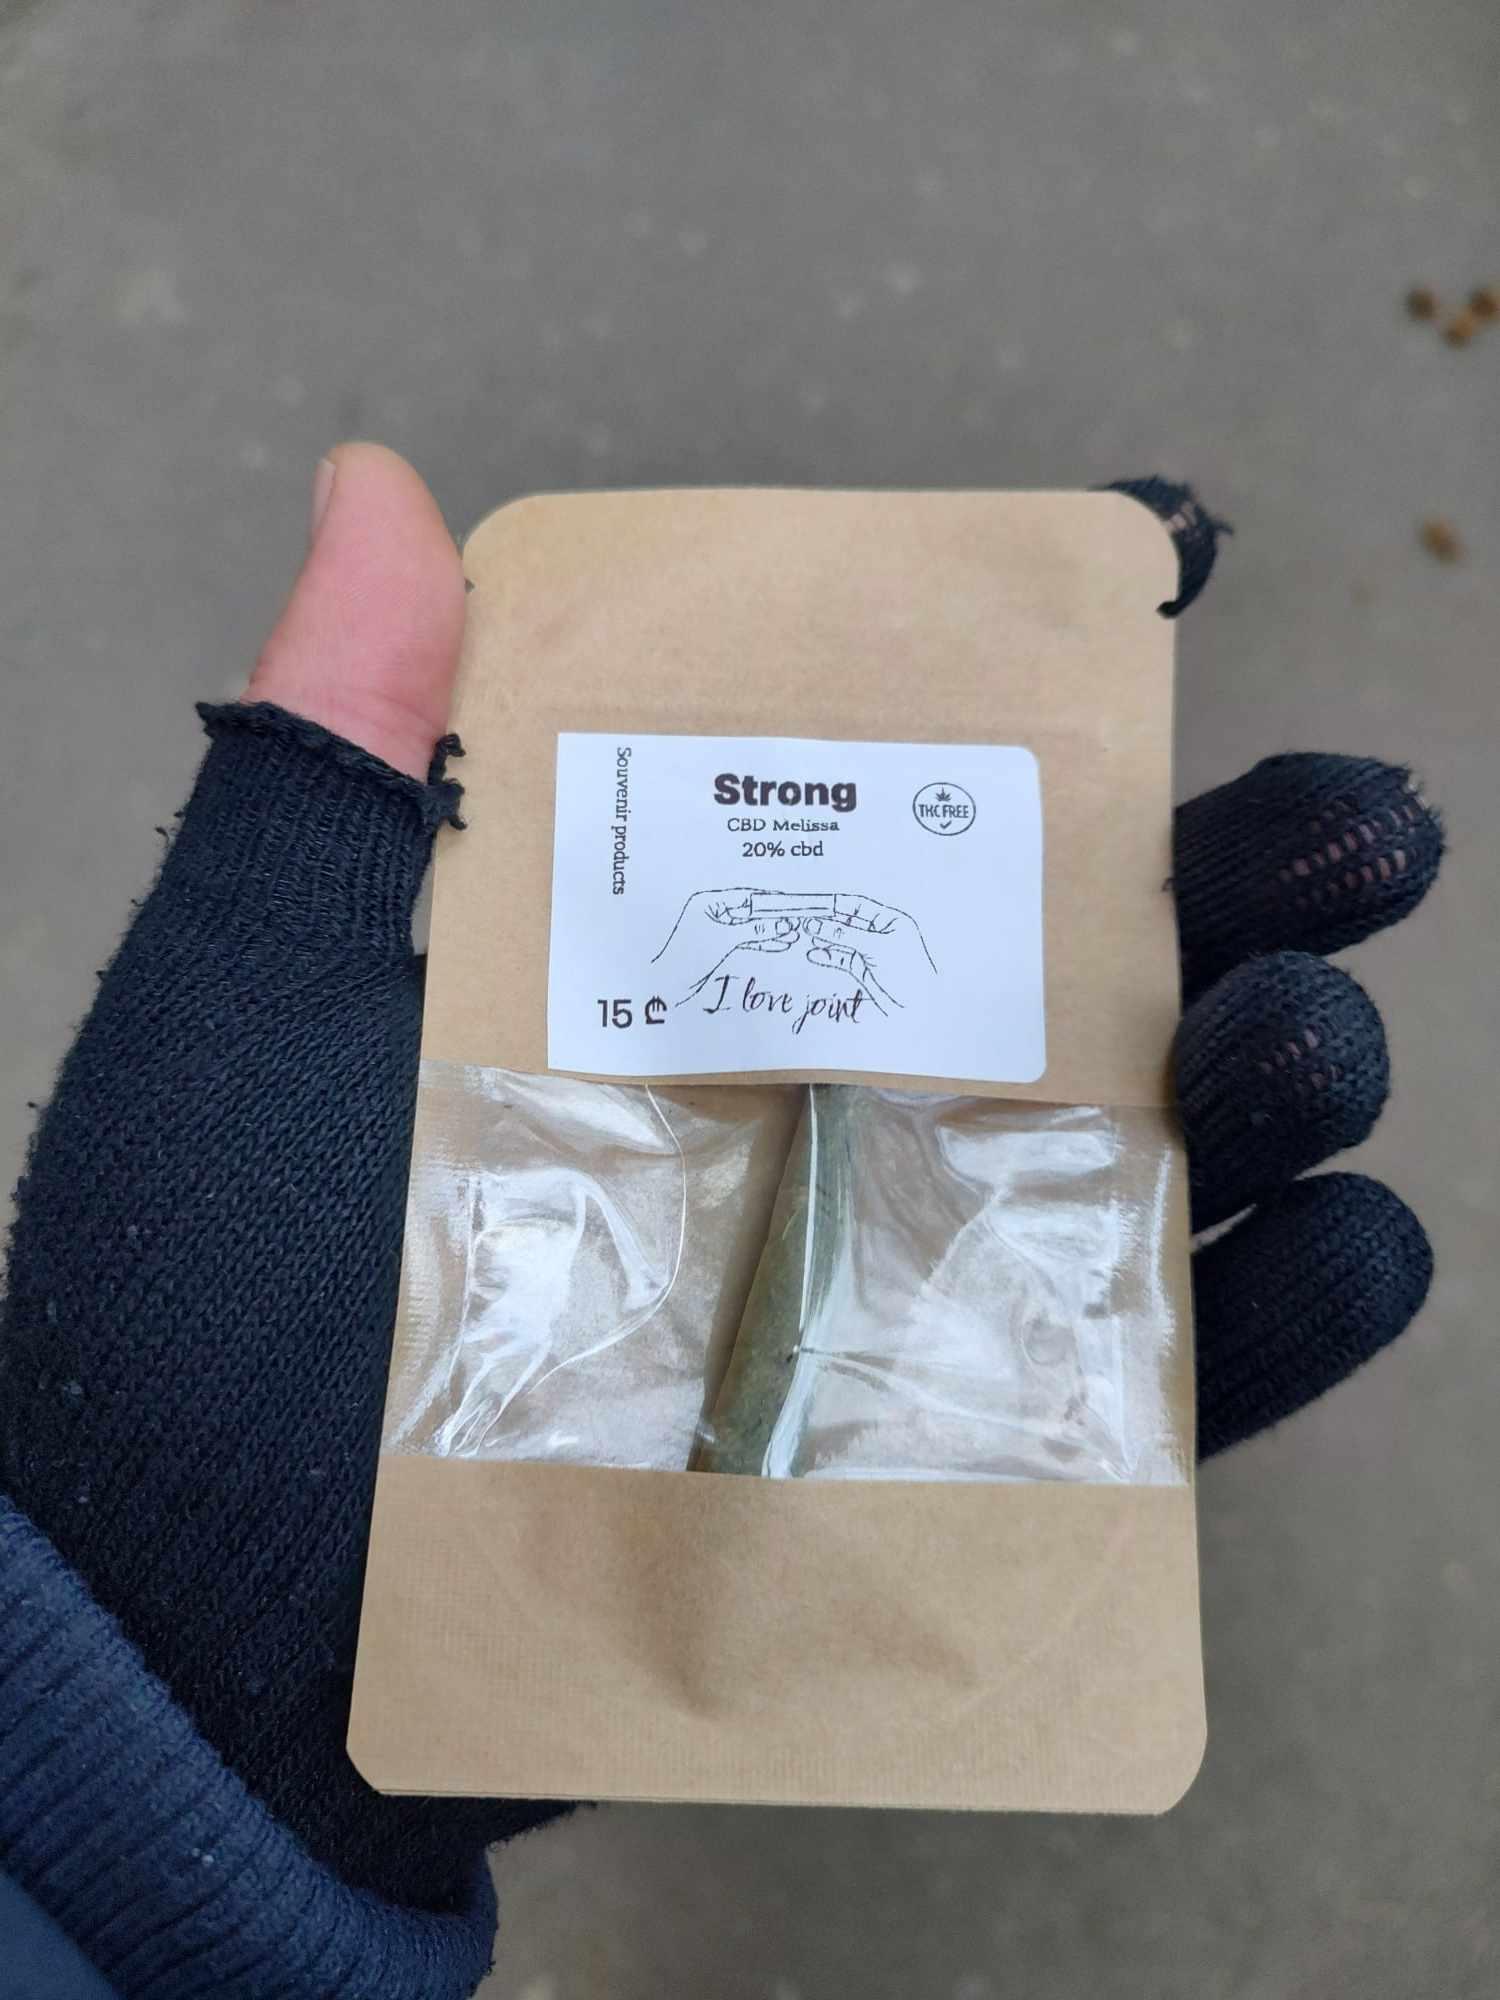 Souvenir products
Strong
CBD Melissa
20% cbd
THC FREE
I love joint
15 ₾